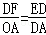 DF/OA = ED/DA